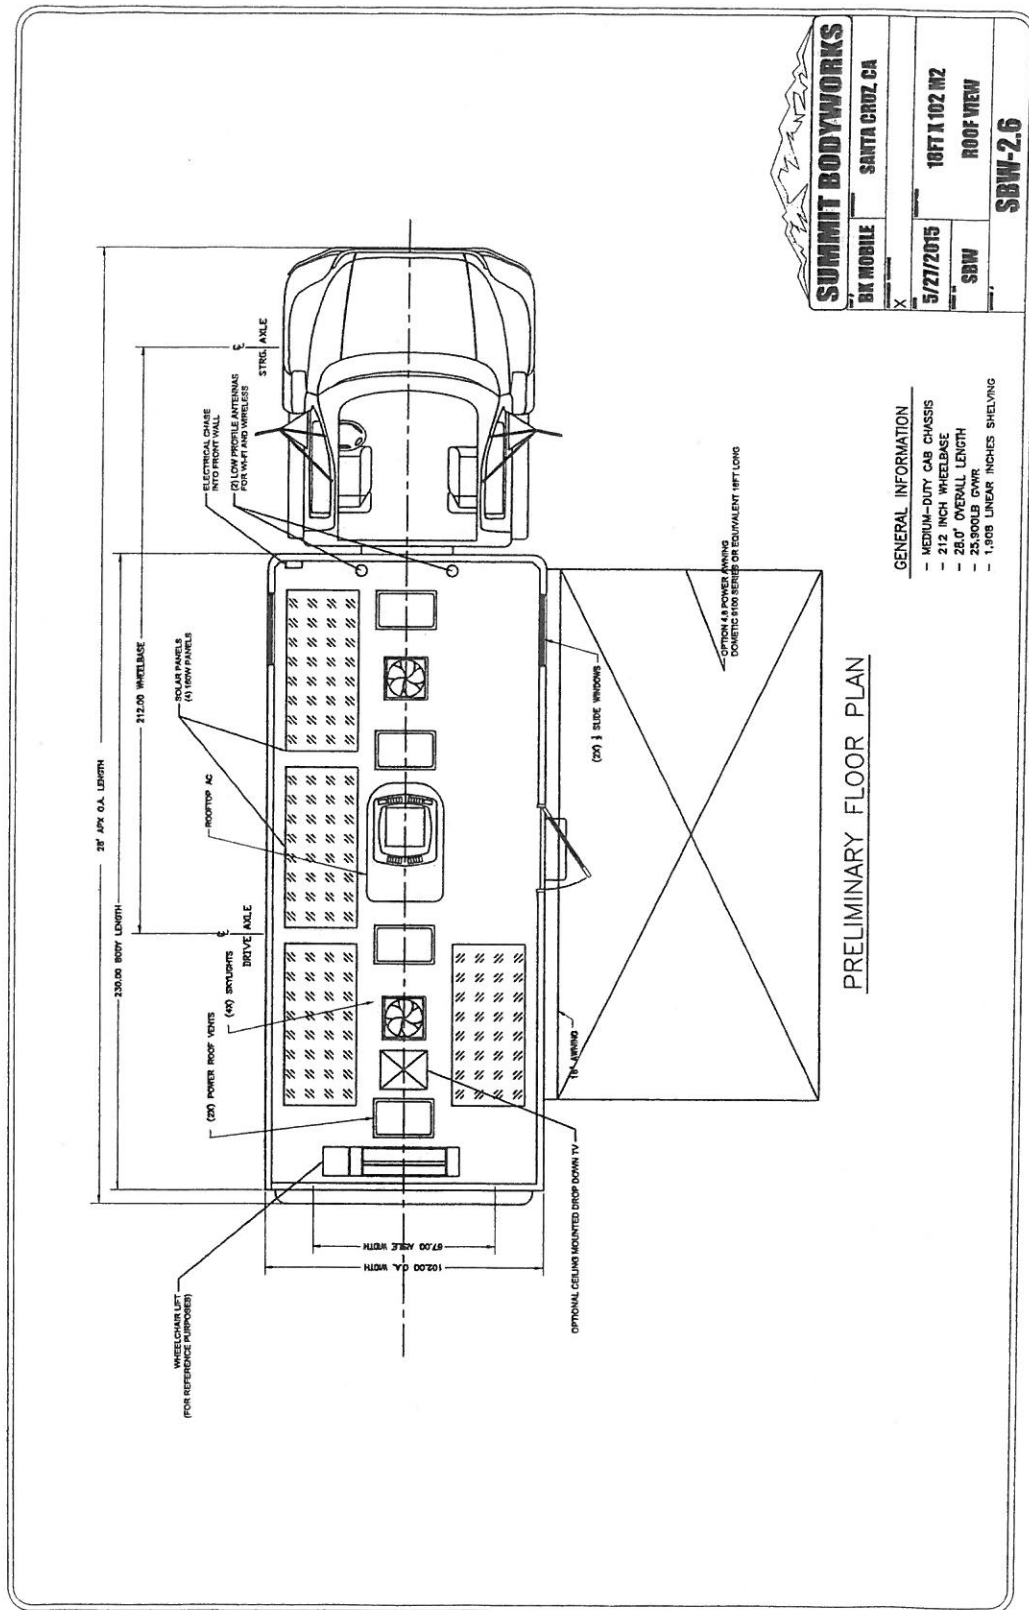 28' APX O.A. LENGTH
230.00 BODY LENGTH
212.00 WHEELBASE
℄
DRIVE AXLE
℄
STRG. AXLE
WHEELCHAIR LIFT
(FOR REFERENCE PURPOSES)
(2X) POWER ROOF VENTS
(4X) SKYLIGHTS
ROOFTOP AC
SOLAR PANELS
(4) 160W PANELS
ELECTRICAL CHASE
INTO FRONT WALL
(2) LOW PROFILE ANTENNAS
FOR WI-FI AND WIRELESS
67.00 AISLE WIDTH
102.00 O.A. WIDTH
OPTIONAL CEILING MOUNTED DROP DOWN TV
18' AWNING
(2X) ½ SLIDE WINDOWS
OPTION 4.8 POWER AWNING
DOMETIC 9100 SERIES OR EQUIVALENT 16FT LONG
PRELIMINARY FLOOR PLAN
GENERAL INFORMATION
- MEDIUM-DUTY CAB CHASSIS
- 212 INCH WHEELBASE
- 28.0' OVERALL LENGTH
- 25,900LB GVWR
- 1,908 LINEAR INCHES SHELVING
SUMMIT BODYWORKS
BK MOBILE SANTA CRUZ, CA
X
5/27/2015 18FT X 102 M2
SBW ROOF VIEW
SBW-2.6